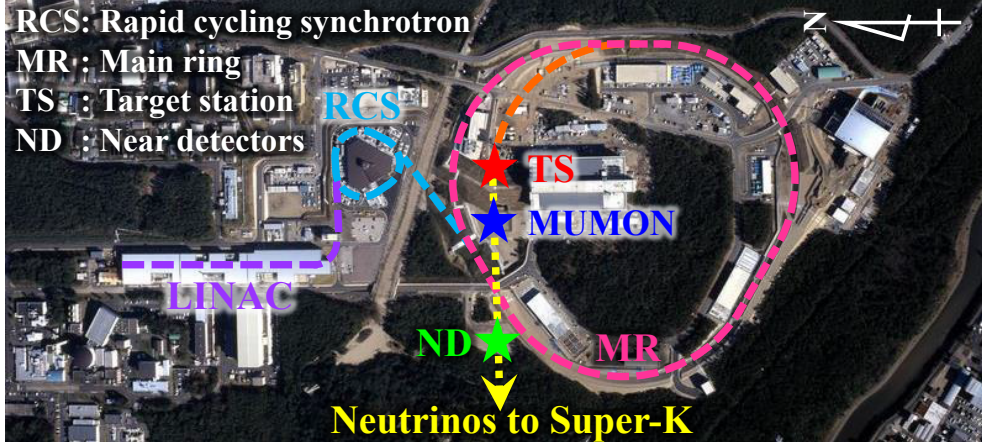 RCS: Rapid cycling synchrotron
MR : Main ring
TS : Target station
ND : Near detectors
N
RCS
TS
MUMON
LINAC
ND
MR
Neutrinos to Super-K